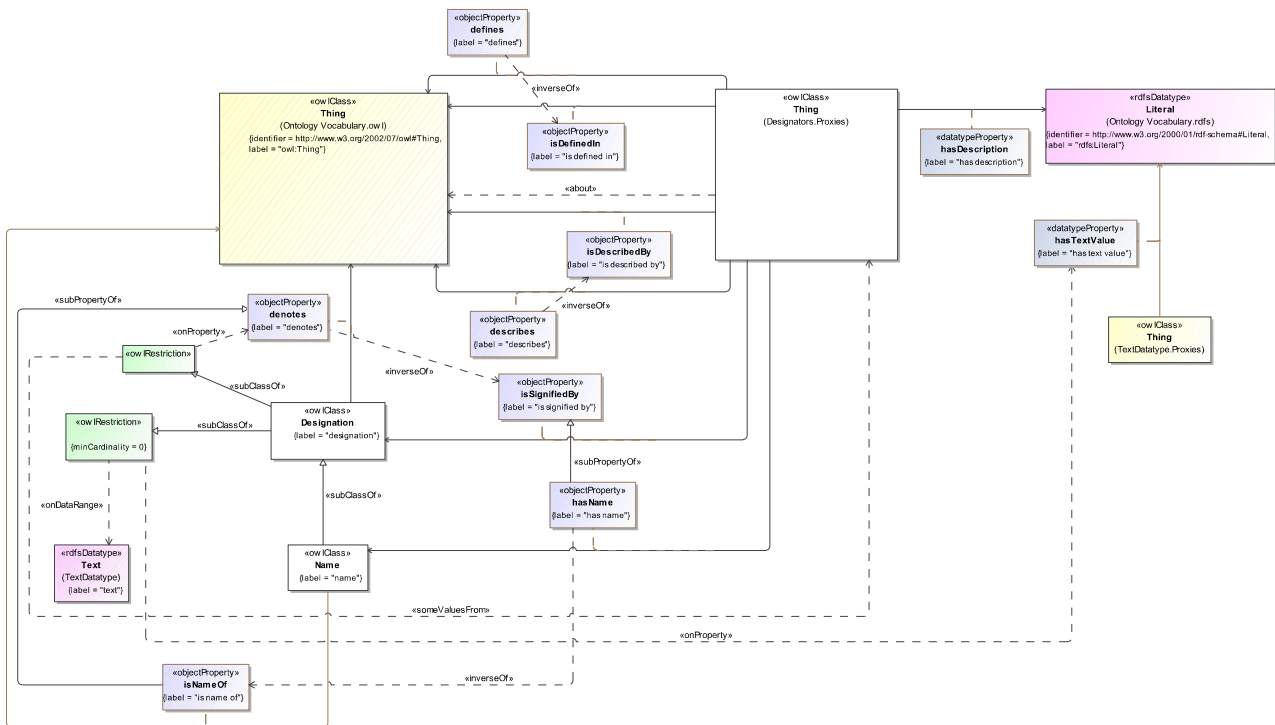 «objectProperty»
defines
{label = "defines"}
«inverseOf»
«owlClass»
Thing
(Ontology Vocabulary.owl)
{identifier = http://www.w3.org/2002/07/owl#Thing,
label = "owl:Thing"}
«objectProperty»
isDefinedIn
{label = "is defined in"}
«about»
«owlClass»
Thing
(Designators.Proxies)
«datatypeProperty»
hasDescription
{label = "has description"}
«rdfsDatatype»
Literal
(Ontology Vocabulary.rdfs)
{identifier = http://www.w3.org/2000/01/rdf-schema#Literal,
label = "rdfs:Literal"}
«objectProperty»
isDescribedBy
{label = "is described by"}
«datatypeProperty»
hasTextValue
{label = "has text value"}
«subPropertyOf»
«objectProperty»
denotes
{label = "denotes"}
«inverseOf»
«objectProperty»
describes
{label = "describes"}
«onProperty»
«owlRestriction»
«inverseOf»
«owlClass»
Thing
(TextDatatype.Proxies)
«subClassOf»
«objectProperty»
isSignifiedBy
{label = "is signified by"}
«owlRestriction»
{minCardinality = 0}
«subClassOf»
«owlClass»
Designation
{label = "designation"}
«subPropertyOf»
«subClassOf»
«onDataRange»
«objectProperty»
hasName
{label = "has name"}
«rdfsDatatype»
Text
(TextDatatype)
{label = "text"}
«owlClass»
Name
{label = "name"}
«someValuesFrom»
«onProperty»
«objectProperty»
isNameOf
{label = "is name of"}
«inverseOf»